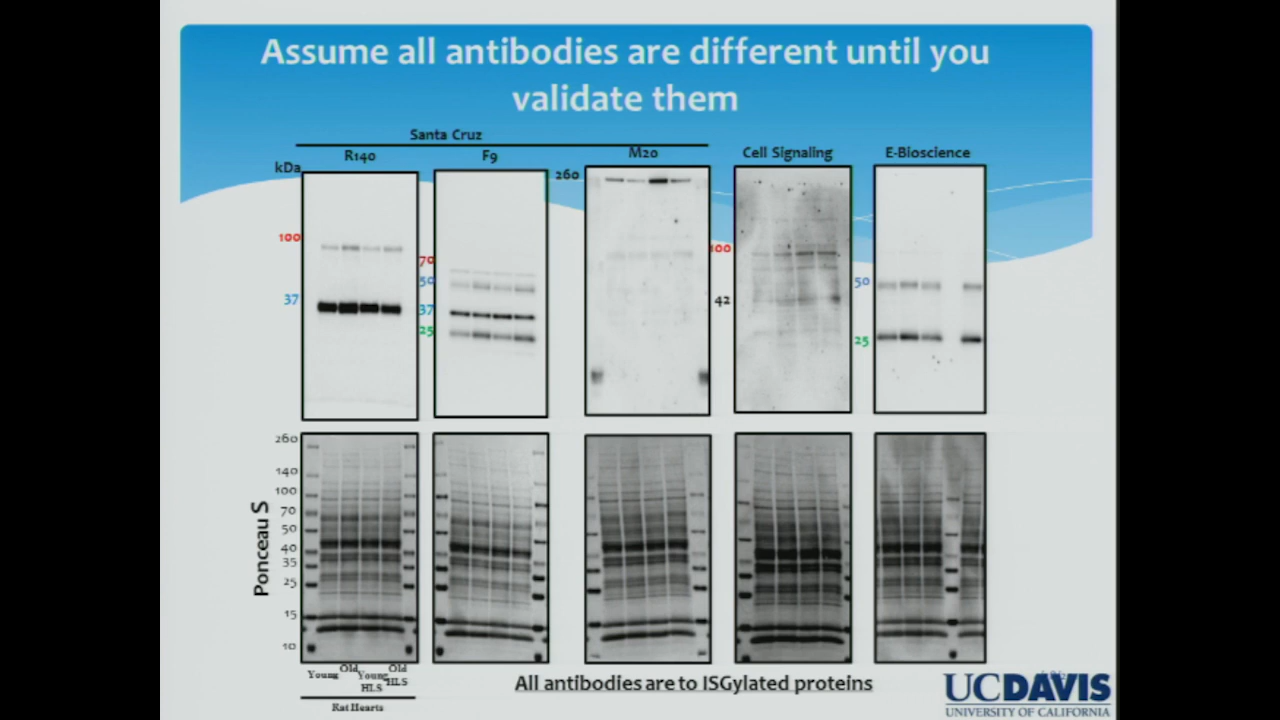 Assume all antibodies are different until you
validate them
Santa Cruz
R140
F9
M20
Cell Signaling
E-Bioscience
kDa
260
100
37
70
50
37
25
100
42
50
25
Ponceau S
260
140
100
70
50
40
35
25
15
10
Young
Old
Young
HLS
Old
HLS
Rat Hearts
All antibodies are to ISGylated proteins
UCDAVIS
UNIVERSITY OF CALIFORNIA